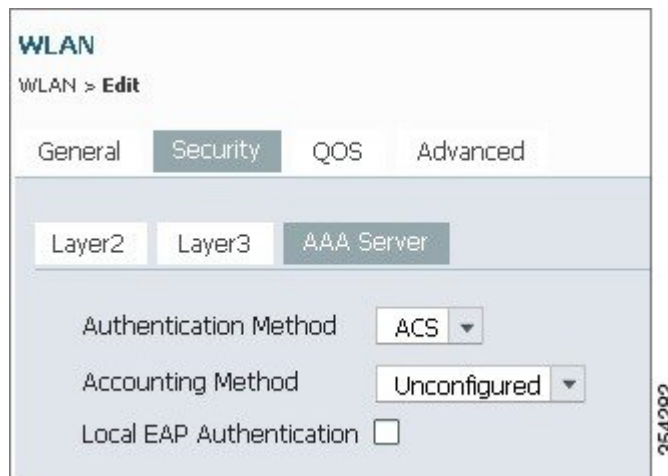 WLAN
WLAN > Edit
General Security QOS Advanced
Layer2 Layer3 AAA Server
Authentication Method ACS
Accounting Method Unconfigured
Local EAP Authentication
354282